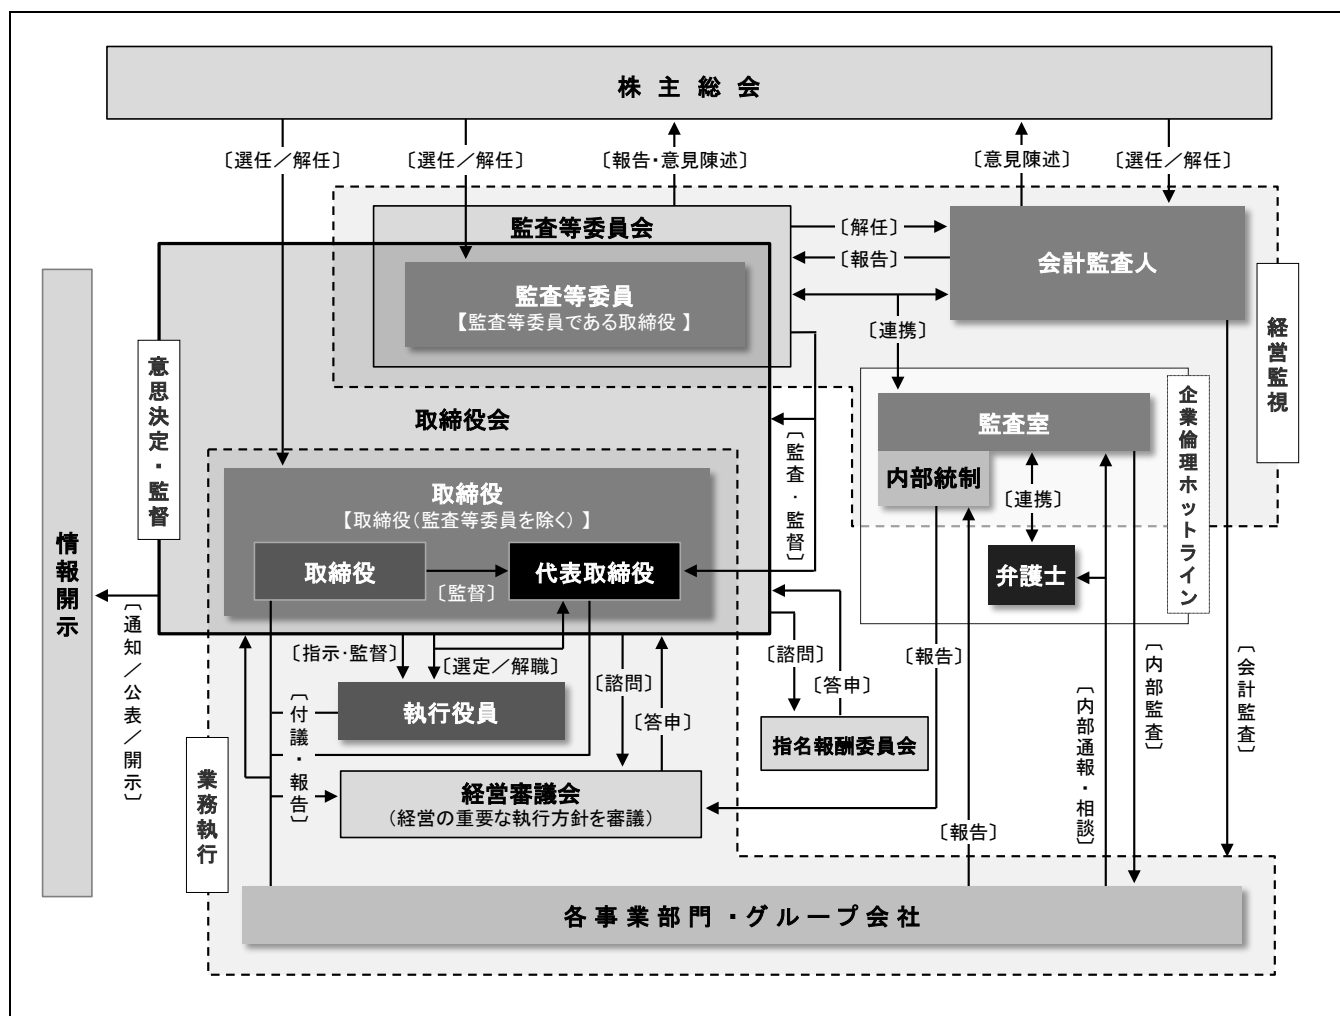 株主総会
〔選任／解任〕
〔選任／解任〕
〔報告・意見陳述〕
〔意見陳述〕
〔選任／解任〕
監査等委員会
監査等委員
【監査等委員である取締役 】
〔解任〕
〔報告〕
〔連携〕
会計監査人
経営監視
意思決定・監督
取締役会
取締役
【取締役（監査等委員を除く） 】
取締役
〔監督〕
代表取締役
〔監査・監督〕
監査室
内部統制
〔連携〕
弁護士
企業倫理ホットライン
情報開示
〔通知／公表／開示〕
〔指示・監督〕
〔選定／解職〕
〔諮問〕
〔答申〕
〔諮問〕
〔答申〕
執行役員
指名報酬委員会
〔付議・報告〕
経営審議会
（経営の重要な執行方針を審議）
業務執行
〔報告〕
〔報告〕
〔内部通報・相談〕
〔内部監査〕
〔会計監査〕
各事業部門・グループ会社